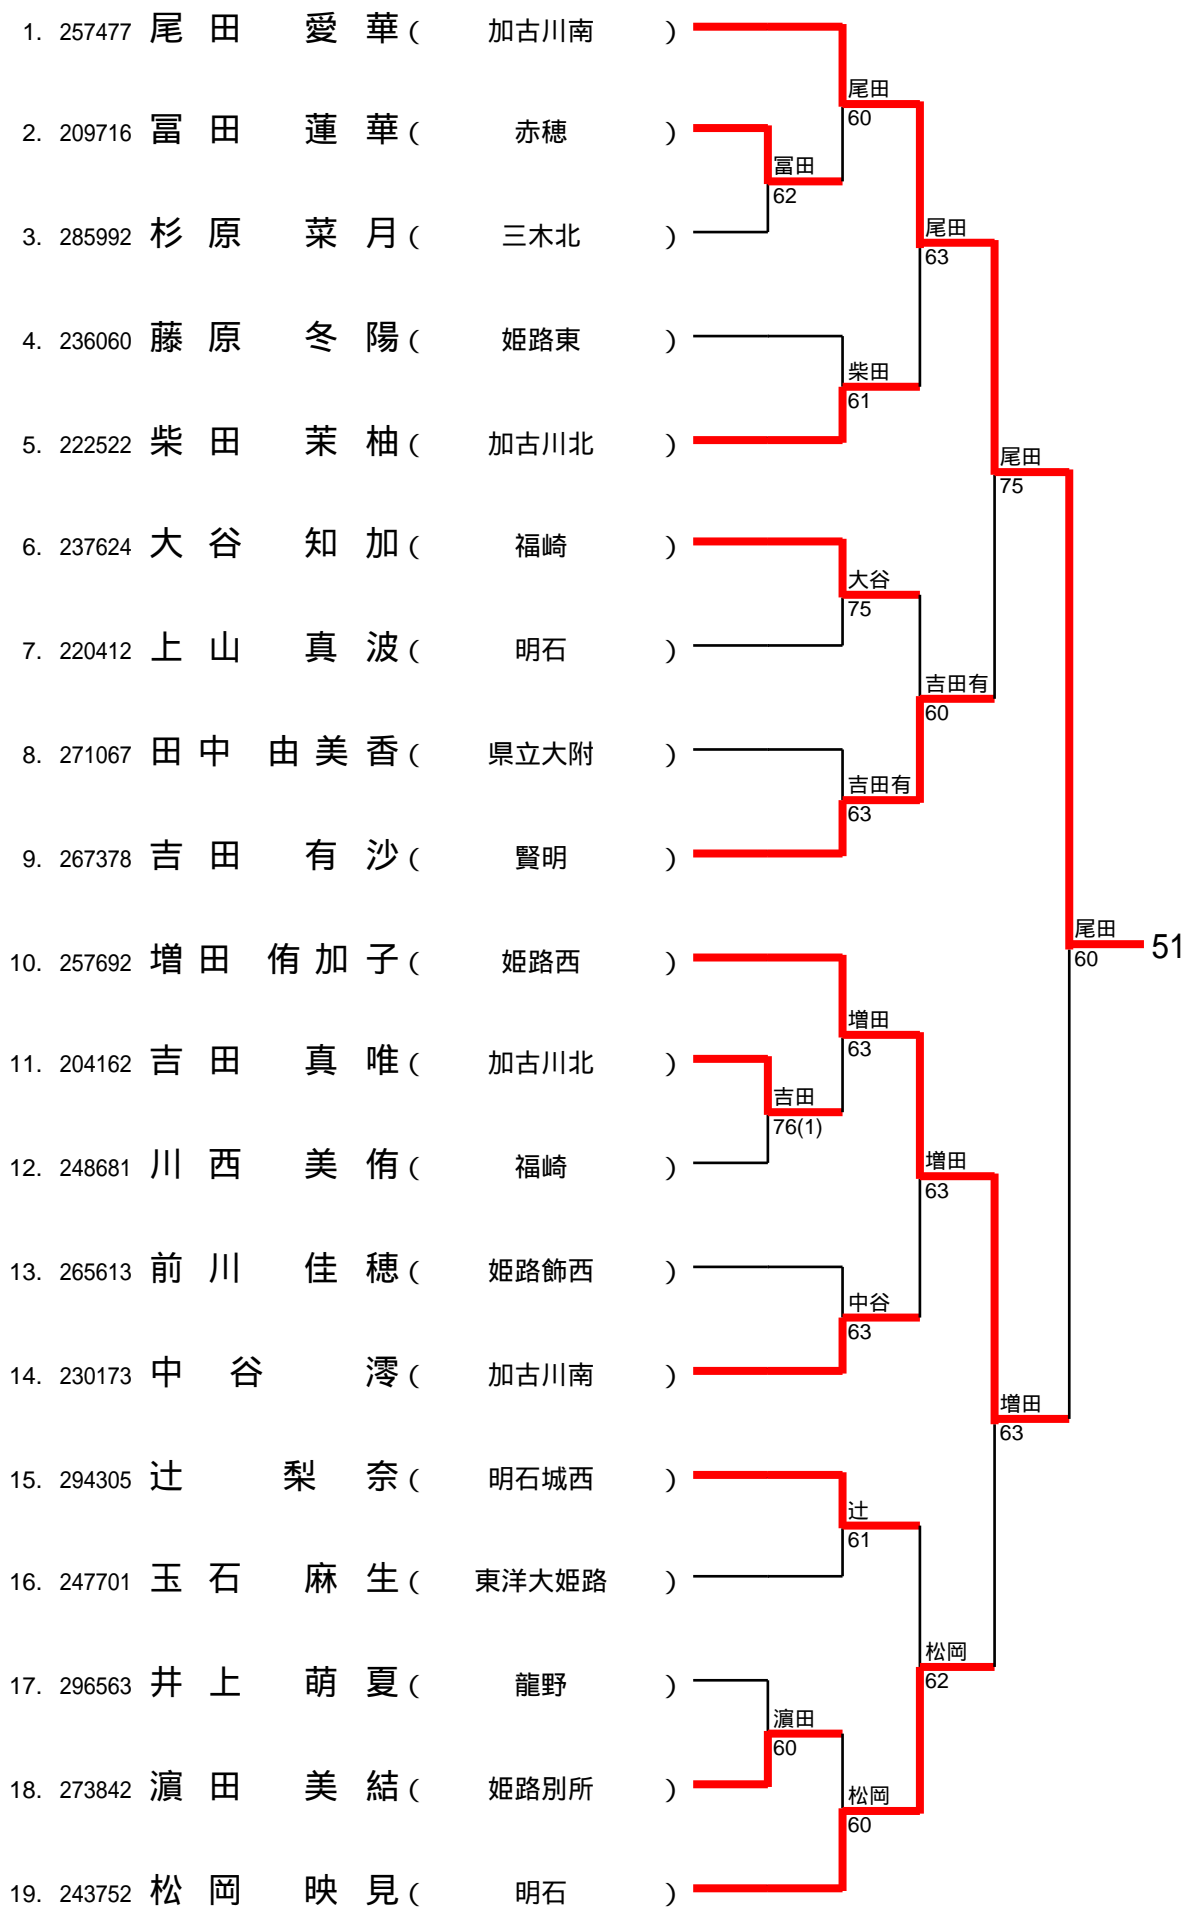 1. 257477 尾田 愛華 ( 加古川南 )
尾田
60
2. 209716 冨田 蓮華 ( 赤穂 )
冨田
62
3. 285992 杉原 菜月 ( 三木北 )
尾田
63
4. 236060 藤原 冬陽 ( 姫路東 )
柴田
61
5. 222522 柴田 茉柚 ( 加古川北 )
尾田
75
6. 237624 大谷 知加 ( 福崎 )
大谷
75
7. 220412 上山 真波 ( 明石 )
吉田有
60
8. 271067 田中 由美香 ( 県立大附 )
吉田有
63
9. 267378 吉田 有沙 ( 賢明 )
尾田
60
51
10. 257692 増田 侑加子 ( 姫路西 )
増田
63
11. 204162 吉田 真唯 ( 加古川北 )
吉田
76(1)
12. 248681 川西 美侑 ( 福崎 )
増田
63
13. 265613 前川 佳穂 ( 姫路飾西 )
中谷
63
14. 230173 中谷 澪 ( 加古川南 )
増田
63
15. 294305 辻 梨奈 ( 明石城西 )
辻
61
16. 247701 玉石 麻生 ( 東洋大姫路 )
松岡
62
17. 296563 井上 萌夏 ( 龍野 )
濵田
60
18. 273842 濵田 美結 ( 姫路別所 )
松岡
60
19. 243752 松岡 映見 ( 明石 )